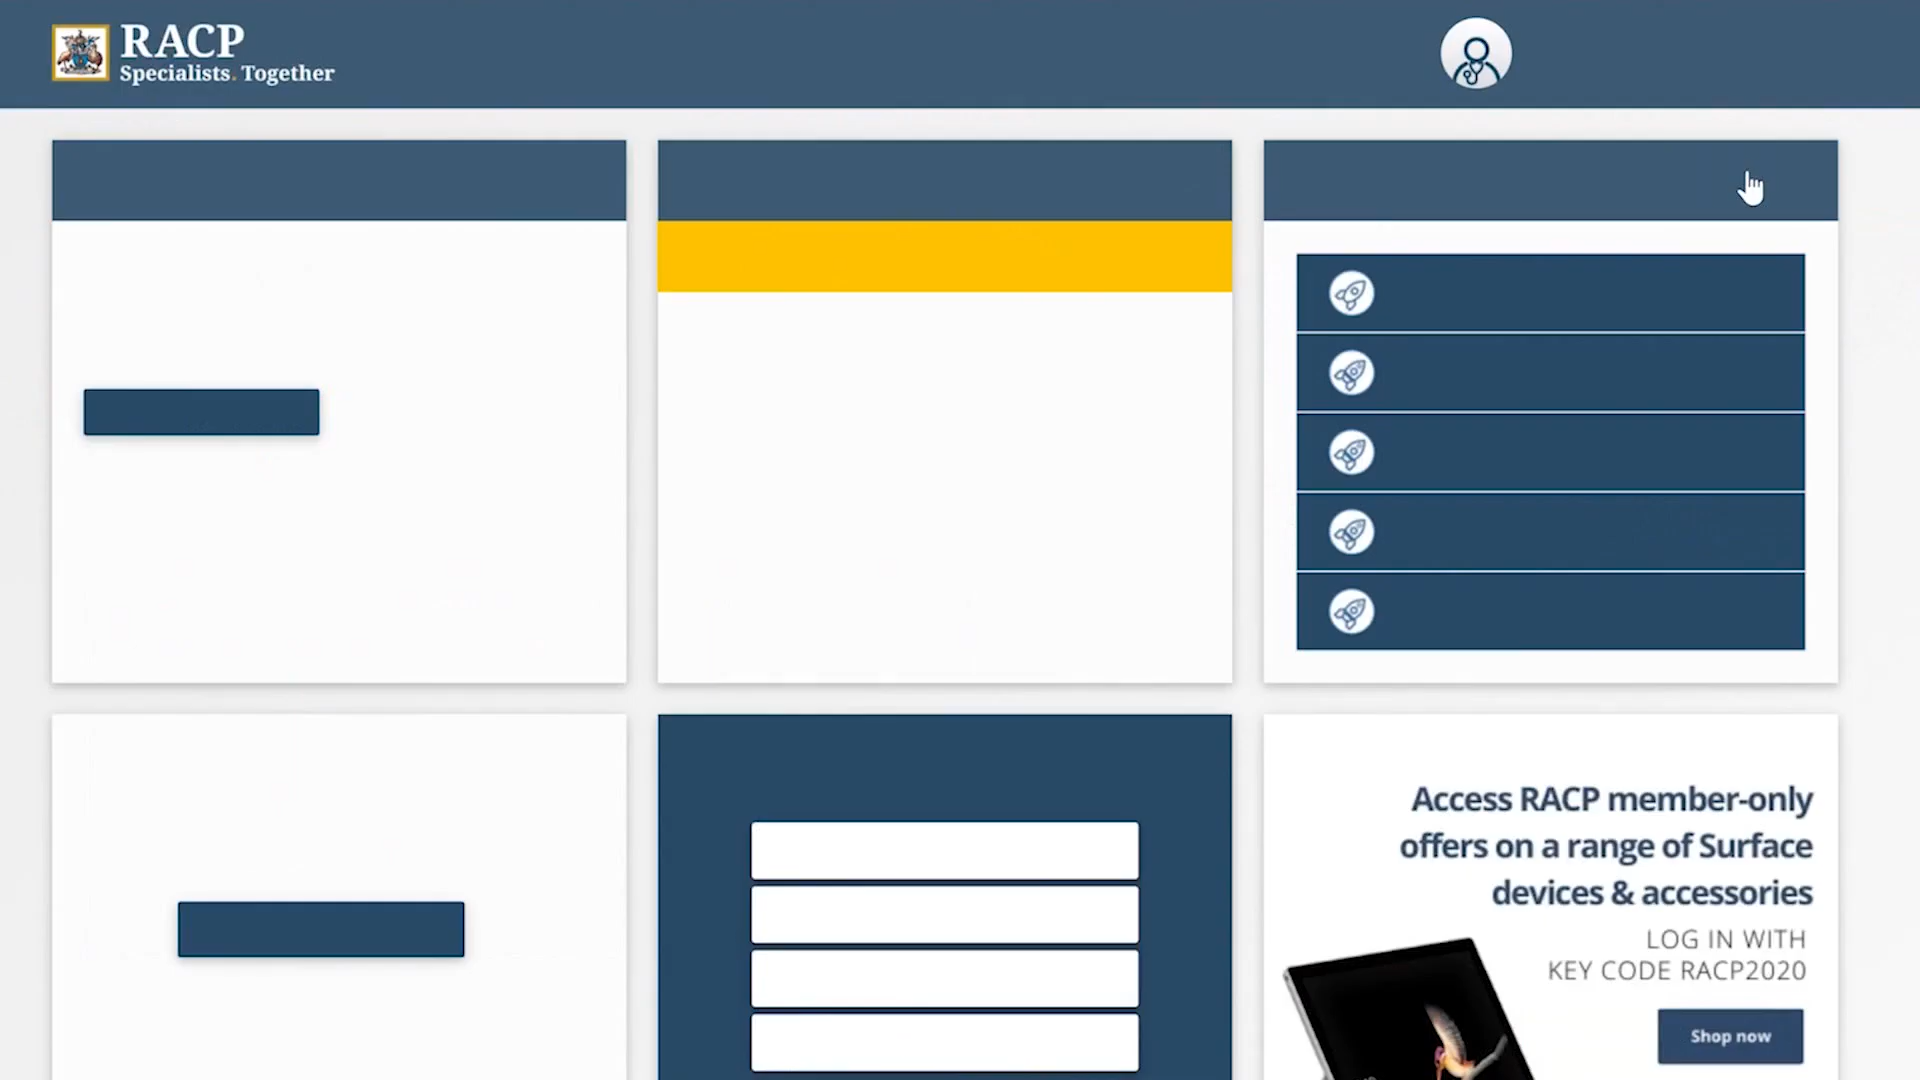 RACP
Specialists. Together
Access RACP member-only
offers on a range of Surface
devices & accessories
LOG IN WITH
KEY CODE RACP2020
Shop now